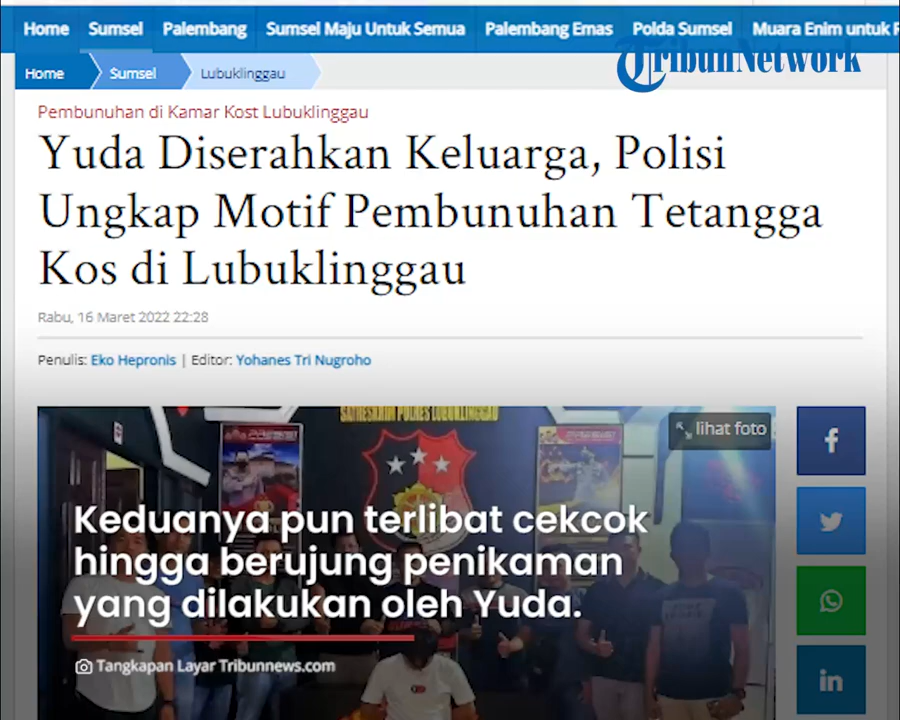 Home Sumsel Palembang Sumsel Maju Untuk Semua Palembang Emas Polda Sumsel Muara Enim untuk R
TribunNetwork
Home Sumsel Lubuklinggau
Pembunuhan di Kamar Kost Lubuklinggau
Yuda Diserahkan Keluarga, Polisi
Ungkap Motif Pembunuhan Tetangga
Kos di Lubuklinggau
Rabu, 16 Maret 2022 22:28
Penulis: Eko Hepronis | Editor: Yohanes Tri Nugroho
SATRESKRIM POLRES LUBUKLINGGAU
lihat foto
Keduanya pun terlibat cekcok
hingga berujung penikaman
yang dilakukan oleh Yuda.
Tangkapan Layar Tribunnews.com